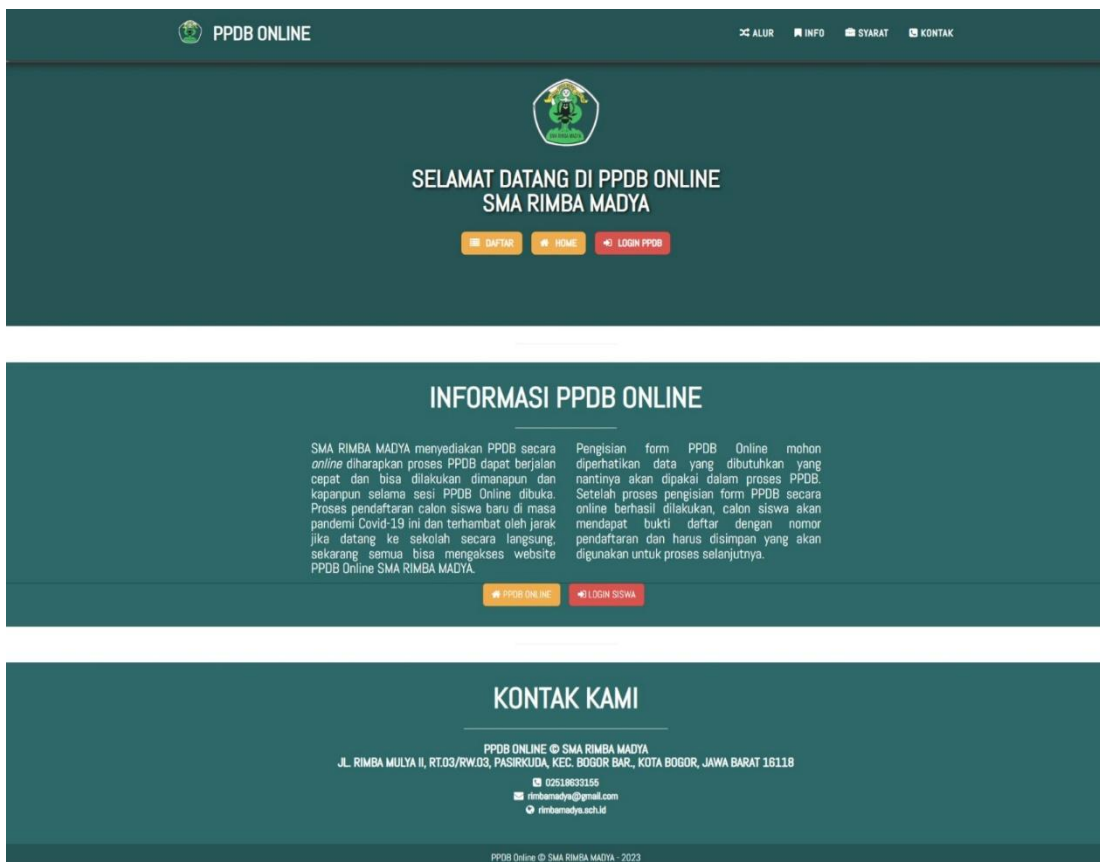 PPDB ONLINE
ALUR
INFO
SYARAT
KONTAK
SMA RIMBA MADYA
SELAMAT DATANG DI PPDB ONLINE
SMA RIMBA MADYA
DAFTAR
HOME
LOGIN PPDB
INFORMASI PPDB ONLINE
SMA RIMBA MADYA menyediakan PPDB secara
online diharapkan proses PPDB dapat berjalan
cepat dan bisa dilakukan dimanapun dan
kapanpun selama sesi PPDB Online dibuka.
Proses pendaftaran calon siswa baru di masa
pandemi Covid-19 ini dan terhambat oleh jarak
jika datang ke sekolah secara langsung,
sekarang semua bisa mengakses website
PPDB Online SMA RIMBA MADYA.
Pengisian form PPDB Online mohon
diperhatikan data yang dibutuhkan yang
nantinya akan dipakai dalam proses PPDB.
Setelah proses pengisian form PPDB secara
online berhasil dilakukan, calon siswa akan
mendapat bukti daftar dengan nomor
pendaftaran dan harus disimpan yang akan
digunakan untuk proses selanjutnya.
PPDB ONLINE
LOGIN SISWA
KONTAK KAMI
PPDB ONLINE © SMA RIMBA MADYA
JL. RIMBA MULYA II, RT.03/RW.03, PASIRKUDA, KEC. BOGOR BAR., KOTA BOGOR, JAWA BARAT 16118
02518633155
rimbamadya@gmail.com
rimbamadya.sch.id
PPDB Online © SMA RIMBA MADYA - 2023